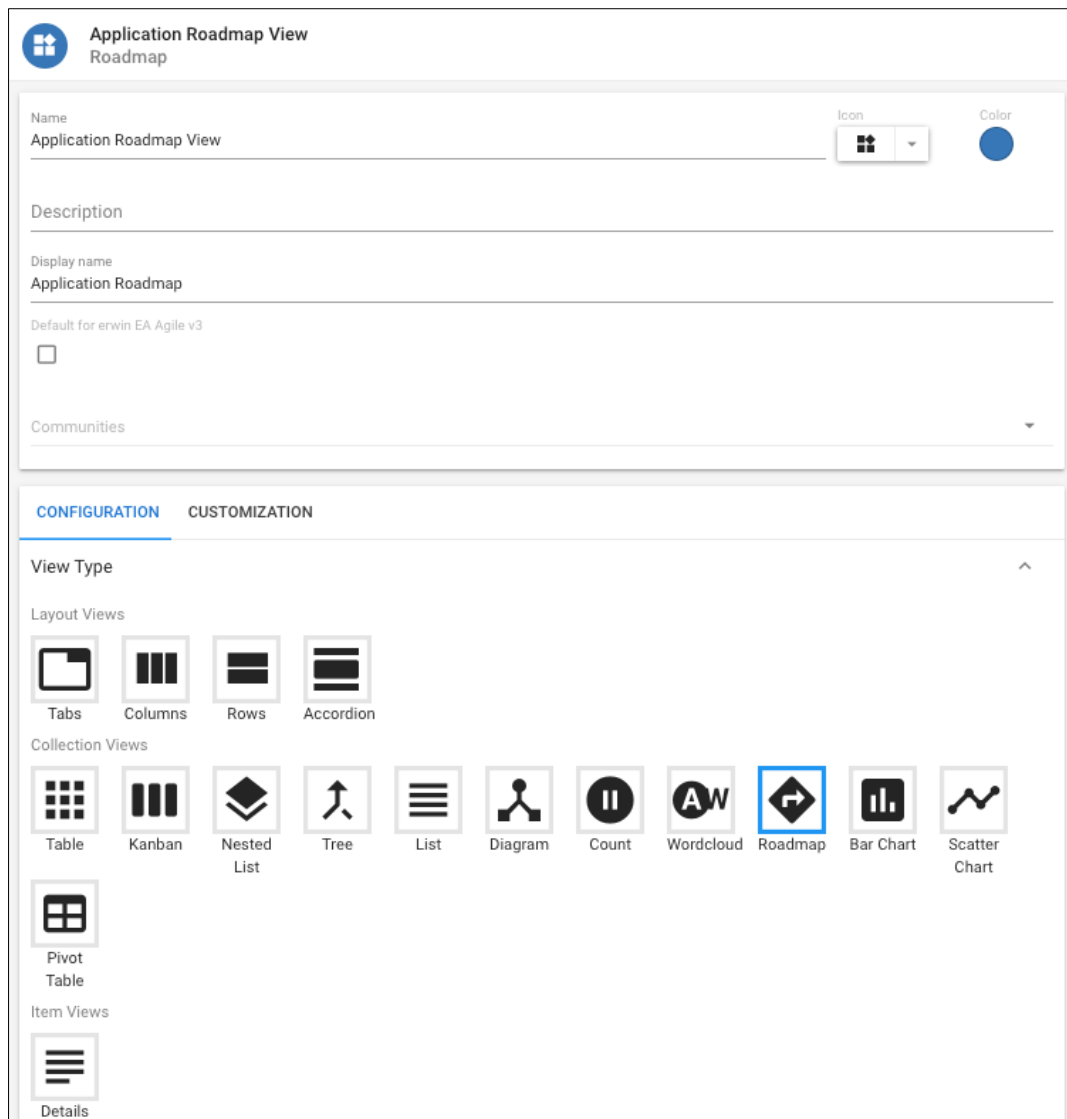 Application Roadmap View
Roadmap
Name
Icon
Color
Application Roadmap View
Description
Display name
Application Roadmap
Default for erwin EA Agile v3
Communities
CONFIGURATION CUSTOMIZATION
View Type
Layout Views
Tabs Columns Rows Accordion
Collection Views
AW
Table Kanban Nested List Tree List Diagram Count Wordcloud Roadmap Bar Chart Scatter Chart
Pivot Table
Item Views
Details